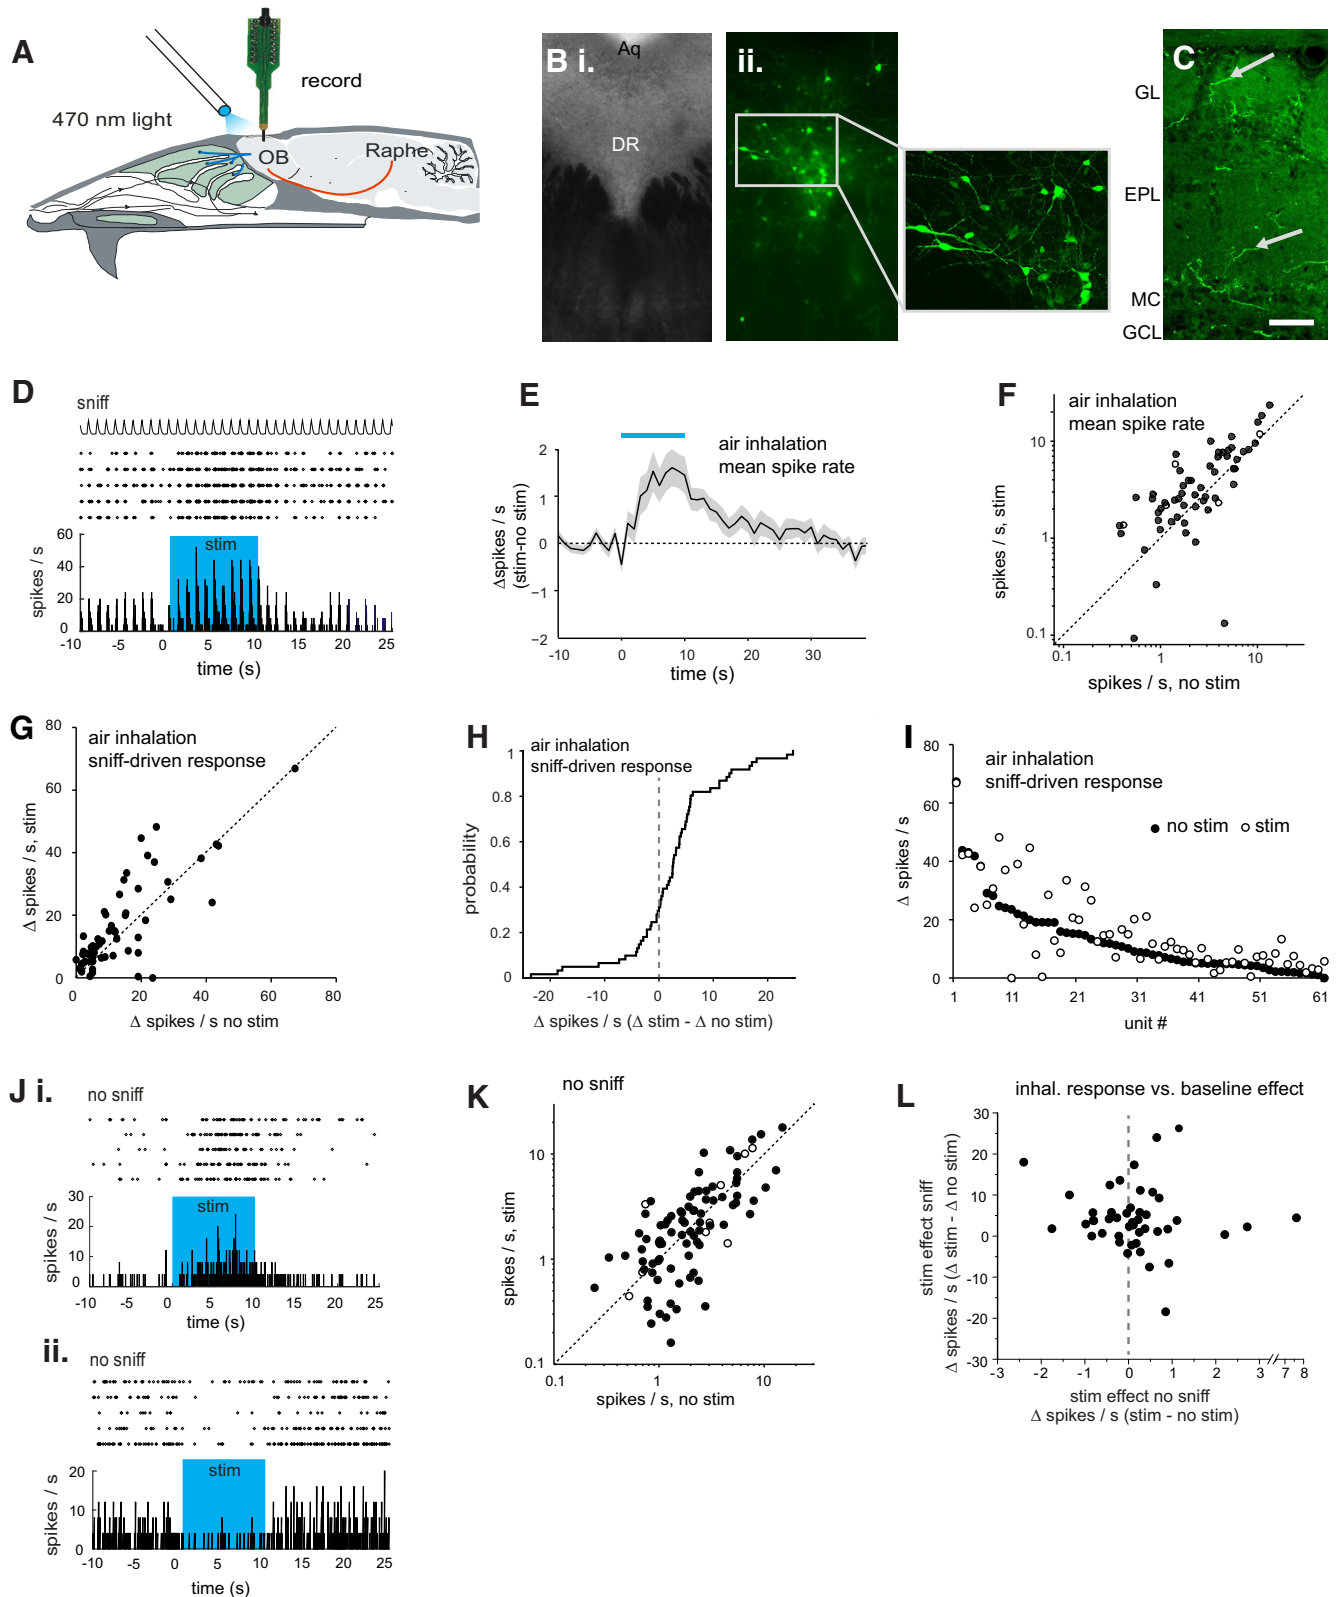 A
record
470 nm light
OB
Raphe
B i.
Aq
DR
ii.
C
GL
EPL
MC
GCL
D
sniff
60
40
20
0
spikes / s
stim
-10
-5
0
5
10
15
20
25
time (s)
E
air inhalation
mean spike rate
2
1
0
−1
−2
Δspikes / s
(stim-no stim)
-10
0
10
20
30
time (s)
F
air inhalation
mean spike rate
10
1
0.1
spikes / s, stim
0.1
1
10
spikes / s, no stim
G
air inhalation
sniff-driven response
80
60
40
20
0
Δ spikes / s, stim
0
20
40
60
80
Δ spikes / s no stim
H
air inhalation
sniff-driven response
1
0.8
0.6
0.4
0.2
0
probability
-20
-10
0
10
20
Δ spikes / s (Δ stim - Δ no stim)
I
air inhalation
sniff-driven response
no stim
stim
80
60
40
20
0
Δ spikes / s
1
11
21
31
41
51
61
unit #
J i.
no sniff
30
20
10
0
spikes / s
stim
-10
-5
0
5
10
15
20
25
time (s)
ii.
no sniff
20
10
0
spikes / s
stim
-10
-5
0
5
10
15
20
25
time (s)
K
no sniff
10
1
0.1
spikes / s, stim
0.1
1
10
spikes / s, no stim
L
inhal. response vs. baseline effect
30
20
10
0
-10
-20
-30
stim effect sniff
Δ spikes / s (Δ stim - Δ no stim)
-3
-2
-1
0
1
2
3
7
8
stim effect no sniff
Δ spikes / s (stim - no stim)